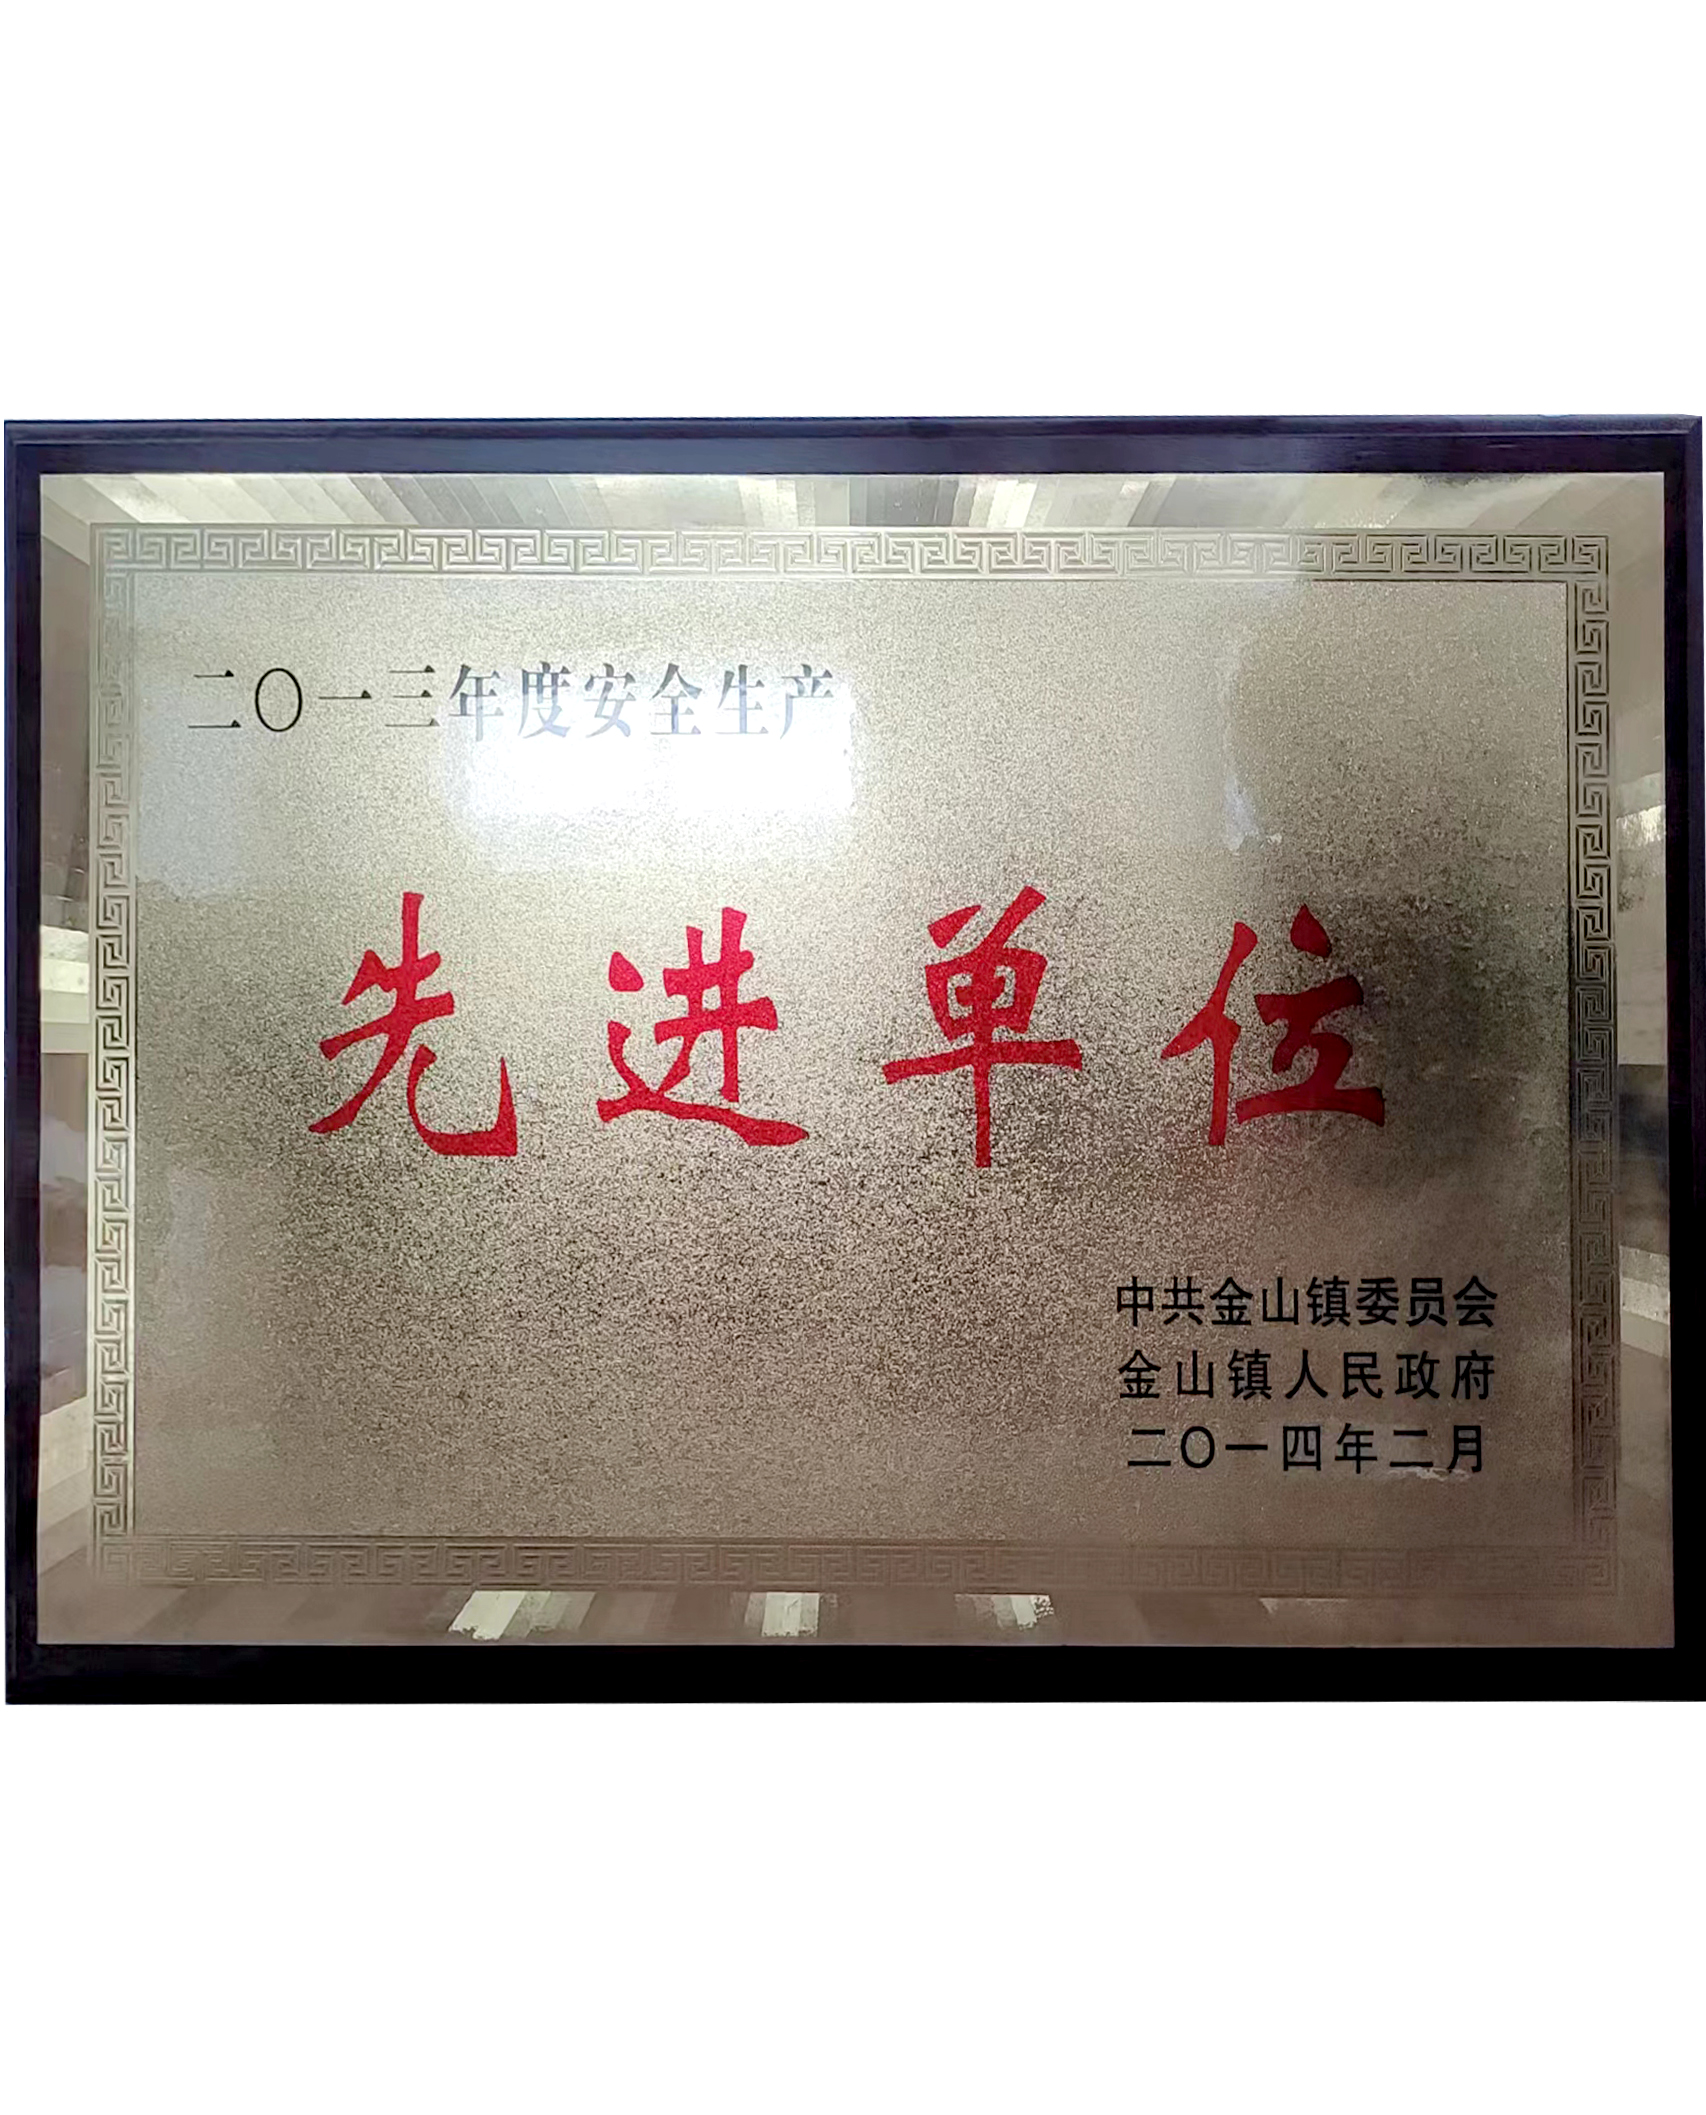 二〇一三年度安全生产
先进单位
中共金山镇委员会
金山镇人民政府
二〇一四年二月